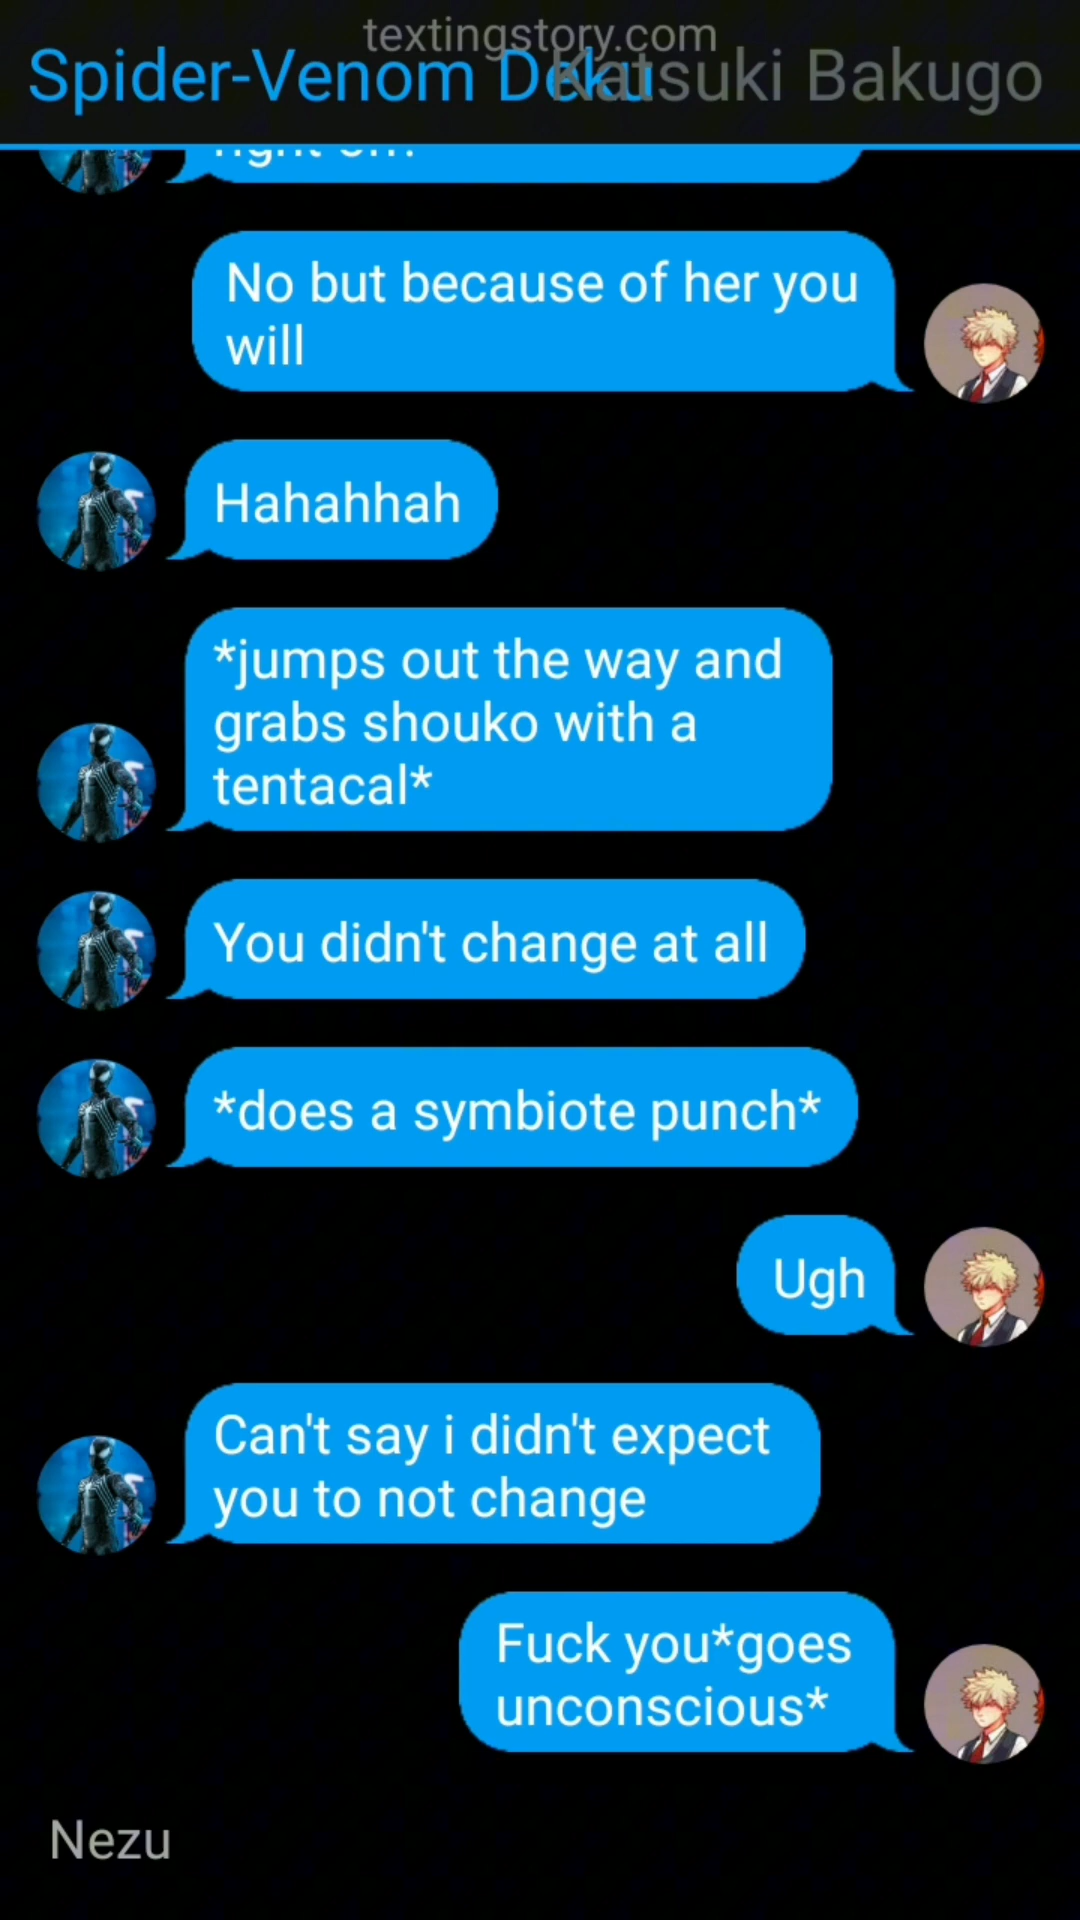 textingstory.com
Spider-Venom Deku Katsuki Bakugo
right off?
No but because of her you
will
Hahahhah
*jumps out the way and
grabs shouko with a
tentacal*
You didn't change at all
*does a symbiote punch*
Ugh
Can't say i didn't expect
you to not change
Fuck you*goes
unconscious*
Nezu